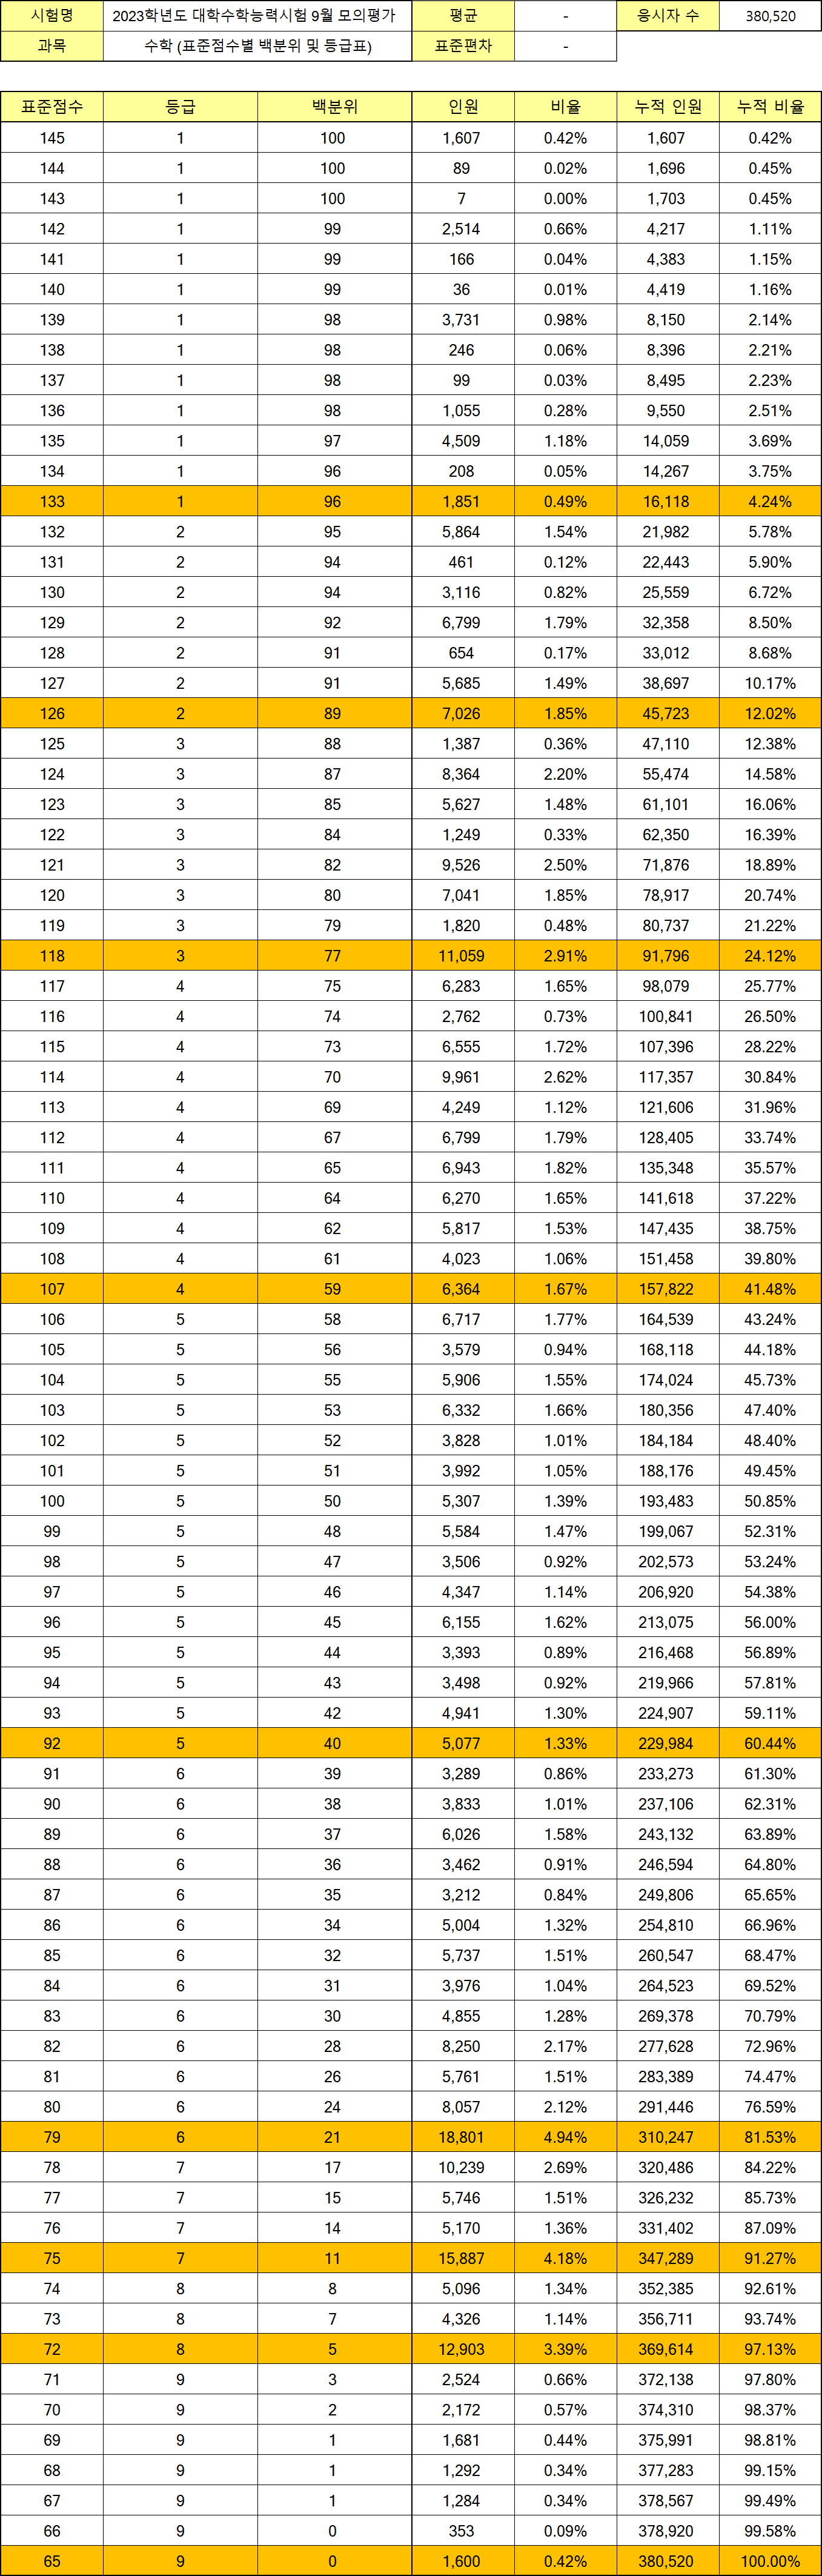 시험명 2023학년도 대학수학능력시험 9월 모의평가 평균 - 응시자 수 380,520
과목 수학 (표준점수별 백분위 및 등급표) 표준편차 -
표준점수 등급 백분위 인원 비율 누적 인원 누적 비율
145 1 100 1,607 0.42% 1,607 0.42%
144 1 100 89 0.02% 1,696 0.45%
143 1 100 7 0.00% 1,703 0.45%
142 1 99 2,514 0.66% 4,217 1.11%
141 1 99 166 0.04% 4,383 1.15%
140 1 99 36 0.01% 4,419 1.16%
139 1 98 3,731 0.98% 8,150 2.14%
138 1 98 246 0.06% 8,396 2.21%
137 1 98 99 0.03% 8,495 2.23%
136 1 98 1,055 0.28% 9,550 2.51%
135 1 97 4,509 1.18% 14,059 3.69%
134 1 96 208 0.05% 14,267 3.75%
133 1 96 1,851 0.49% 16,118 4.24%
132 2 95 5,864 1.54% 21,982 5.78%
131 2 94 461 0.12% 22,443 5.90%
130 2 94 3,116 0.82% 25,559 6.72%
129 2 92 6,799 1.79% 32,358 8.50%
128 2 91 654 0.17% 33,012 8.68%
127 2 91 5,685 1.49% 38,697 10.17%
126 2 89 7,026 1.85% 45,723 12.02%
125 3 88 1,387 0.36% 47,110 12.38%
124 3 87 8,364 2.20% 55,474 14.58%
123 3 85 5,627 1.48% 61,101 16.06%
122 3 84 1,249 0.33% 62,350 16.39%
121 3 82 9,526 2.50% 71,876 18.89%
120 3 80 7,041 1.85% 78,917 20.74%
119 3 79 1,820 0.48% 80,737 21.22%
118 3 77 11,059 2.91% 91,796 24.12%
117 4 75 6,283 1.65% 98,079 25.77%
116 4 74 2,762 0.73% 100,841 26.50%
115 4 73 6,555 1.72% 107,396 28.22%
114 4 70 9,961 2.62% 117,357 30.84%
113 4 69 4,249 1.12% 121,606 31.96%
112 4 67 6,799 1.79% 128,405 33.74%
111 4 65 6,943 1.82% 135,348 35.57%
110 4 64 6,270 1.65% 141,618 37.22%
109 4 62 5,817 1.53% 147,435 38.75%
108 4 61 4,023 1.06% 151,458 39.80%
107 4 59 6,364 1.67% 157,822 41.48%
106 5 58 6,717 1.77% 164,539 43.24%
105 5 56 3,579 0.94% 168,118 44.18%
104 5 55 5,906 1.55% 174,024 45.73%
103 5 53 6,332 1.66% 180,356 47.40%
102 5 52 3,828 1.01% 184,184 48.40%
101 5 51 3,992 1.05% 188,176 49.45%
100 5 50 5,307 1.39% 193,483 50.85%
99 5 48 5,584 1.47% 199,067 52.31%
98 5 47 3,506 0.92% 202,573 53.24%
97 5 46 4,347 1.14% 206,920 54.38%
96 5 45 6,155 1.62% 213,075 56.00%
95 5 44 3,393 0.89% 216,468 56.89%
94 5 43 3,498 0.92% 219,966 57.81%
93 5 42 4,941 1.30% 224,907 59.11%
92 5 40 5,077 1.33% 229,984 60.44%
91 6 39 3,289 0.86% 233,273 61.30%
90 6 38 3,833 1.01% 237,106 62.31%
89 6 37 6,026 1.58% 243,132 63.89%
88 6 36 3,462 0.91% 246,594 64.80%
87 6 35 3,212 0.84% 249,806 65.65%
86 6 34 5,004 1.32% 254,810 66.96%
85 6 32 5,737 1.51% 260,547 68.47%
84 6 31 3,976 1.04% 264,523 69.52%
83 6 30 4,855 1.28% 269,378 70.79%
82 6 28 8,250 2.17% 277,628 72.96%
81 6 26 5,761 1.51% 283,389 74.47%
80 6 24 8,057 2.12% 291,446 76.59%
79 6 21 18,801 4.94% 310,247 81.53%
78 7 17 10,239 2.69% 320,486 84.22%
77 7 15 5,746 1.51% 326,232 85.73%
76 7 14 5,170 1.36% 331,402 87.09%
75 7 11 15,887 4.18% 347,289 91.27%
74 8 8 5,096 1.34% 352,385 92.61%
73 8 7 4,326 1.14% 356,711 93.74%
72 8 5 12,903 3.39% 369,614 97.13%
71 9 3 2,524 0.66% 372,138 97.80%
70 9 2 2,172 0.57% 374,310 98.37%
69 9 1 1,681 0.44% 375,991 98.81%
68 9 1 1,292 0.34% 377,283 99.15%
67 9 1 1,284 0.34% 378,567 99.49%
66 9 0 353 0.09% 378,920 99.58%
65 9 0 1,600 0.42% 380,520 100.00%